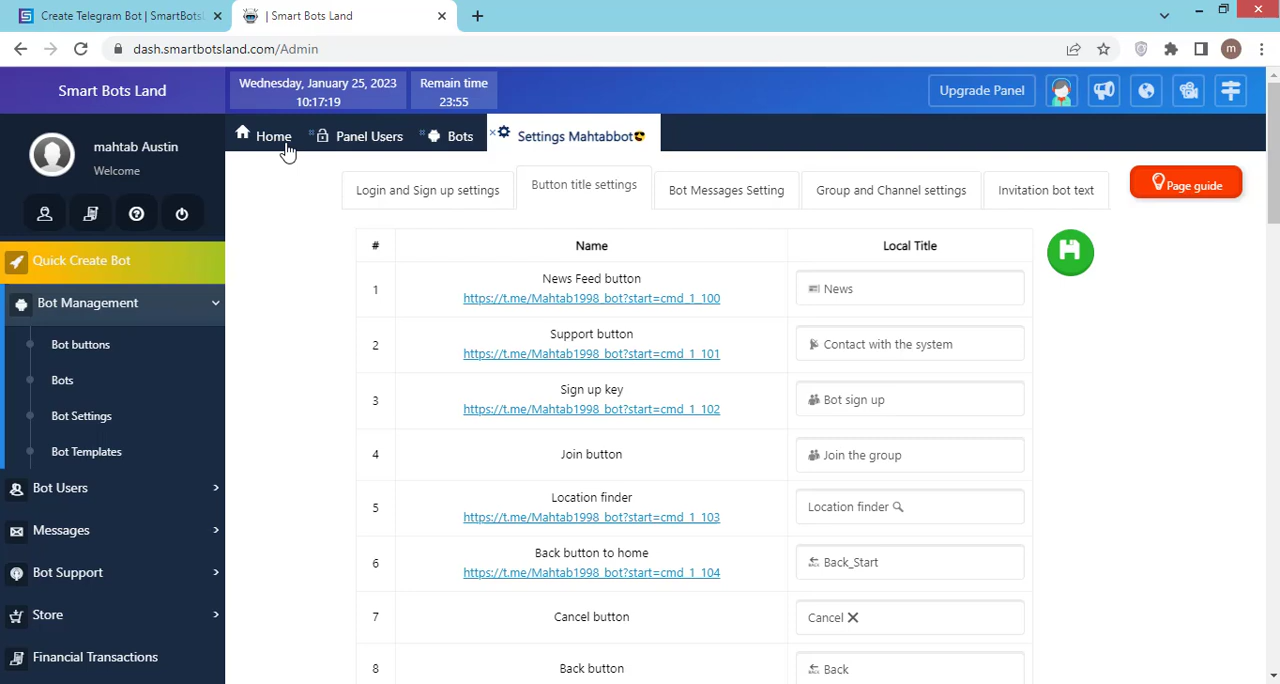 Create Telegram Bot | SmartBots
| Smart Bots Land
dash.smartbotsland.com/Admin
m
Smart Bots Land
Wednesday, January 25, 2023
10:17:19
Remain time
23:55
Upgrade Panel
mahtab Austin
Welcome
Home
Panel Users
Bots
Settings Mahtabbot😎
Login and Sign up settings
Button title settings
Bot Messages Setting
Group and Channel settings
Invitation bot text
Page guide
Quick Create Bot
Bot Management
Bot buttons
Bots
Bot Settings
Bot Templates
Bot Users
Messages
Bot Support
Store
Financial Transactions
# Name Local Title
1 News Feed button
https://t.me/Mahtab1998_bot?start=cmd_1_100
News
2 Support button
https://t.me/Mahtab1998_bot?start=cmd_1_101
Contact with the system
3 Sign up key
https://t.me/Mahtab1998_bot?start=cmd_1_102
Bot sign up
4 Join button
Join the group
5 Location finder
https://t.me/Mahtab1998_bot?start=cmd_1_103
Location finder 🔍
6 Back button to home
https://t.me/Mahtab1998_bot?start=cmd_1_104
Back_Start
7 Cancel button
Cancel ❌
8 Back button
Back